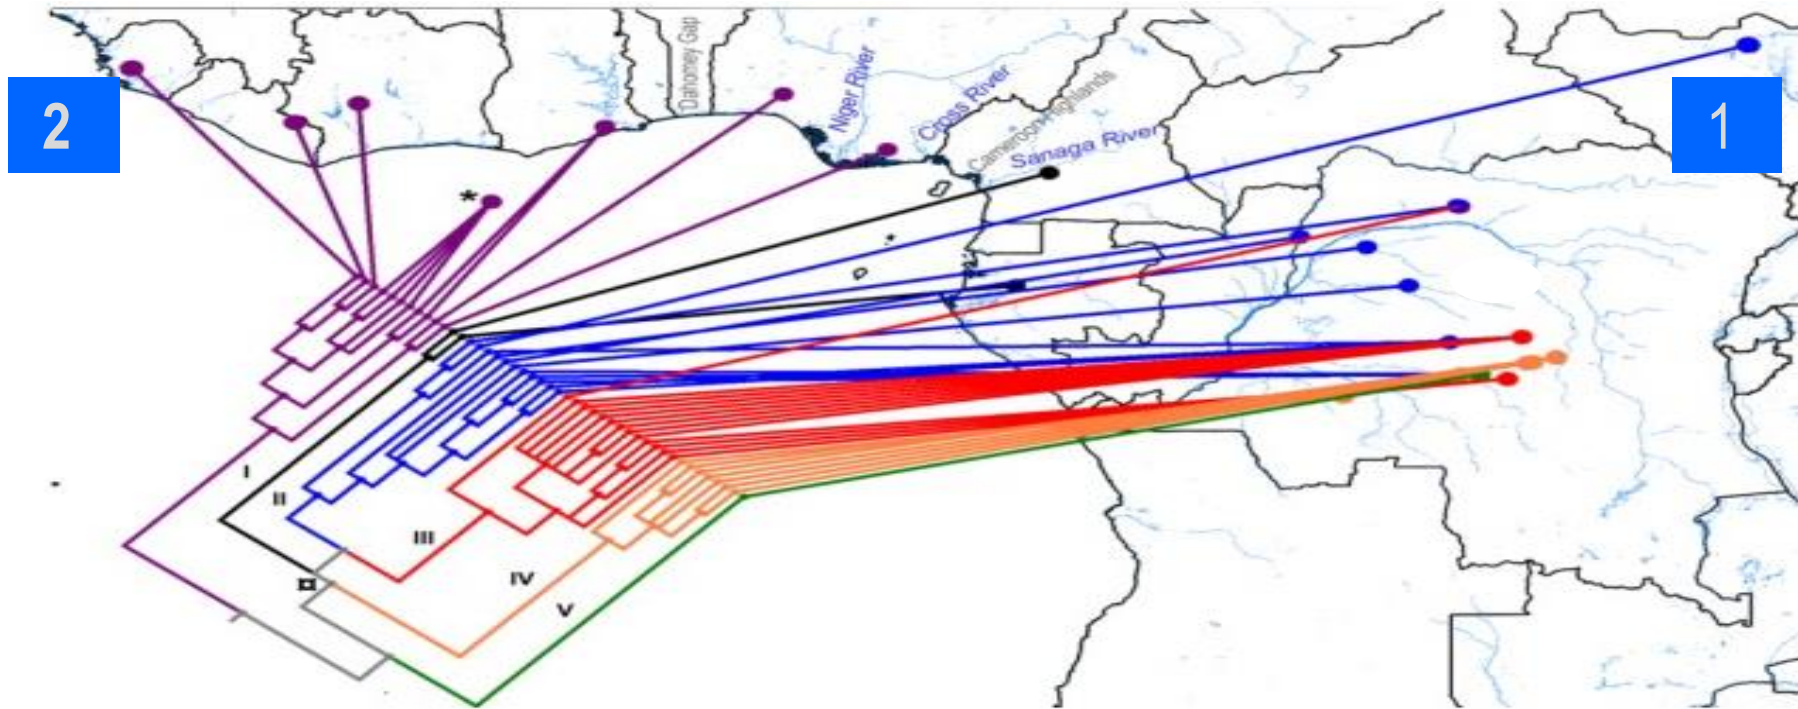 2
1
Dahomey Gap
Niger River
Cross River
Cameroon Highlands
Sanaga River
*
I
II
III
¤
IV
V